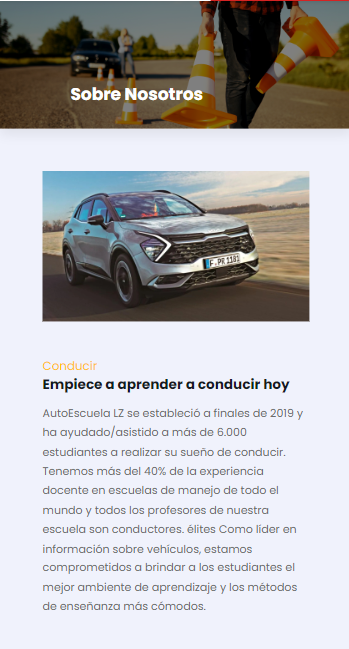 Sobre Nosotros
F·PR 1181
Conducir
Empiece a aprender a conducir hoy
AutoEscuela LZ se estableció a finales de 2019 y
ha ayudado/asistido a más de 6.000
estudiantes a realizar su sueño de conducir.
Tenemos más del 40% de la experiencia
docente en escuelas de manejo de todo el
mundo y todos los profesores de nuestra
escuela son conductores. élites Como líder en
información sobre vehículos, estamos
comprometidos a brindar a los estudiantes el
mejor ambiente de aprendizaje y los métodos
de enseñanza más cómodos.